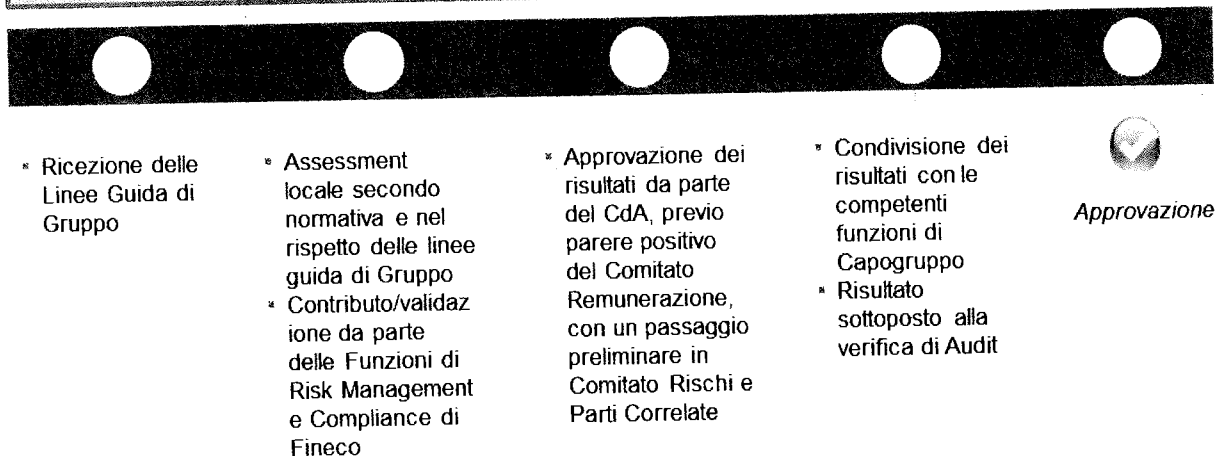 * Ricezione delle
Linee Guida di
Gruppo
* Assessment
locale secondo
normativa e nel
rispetto delle linee
guida di Gruppo
* Contributo/validaz
ione da parte
delle Funzioni di
Risk Management
e Compliance di
Fineco
* Approvazione dei
risultati da parte
del CdA, previo
parere positivo
del Comitato
Remunerazione,
con un passaggio
preliminare in
Comitato Rischi e
Parti Correlate
* Condivisione dei
risultati con le
competenti
funzioni di
Capogruppo
* Risultato
sottoposto alla
verifica di Audit
Approvazione